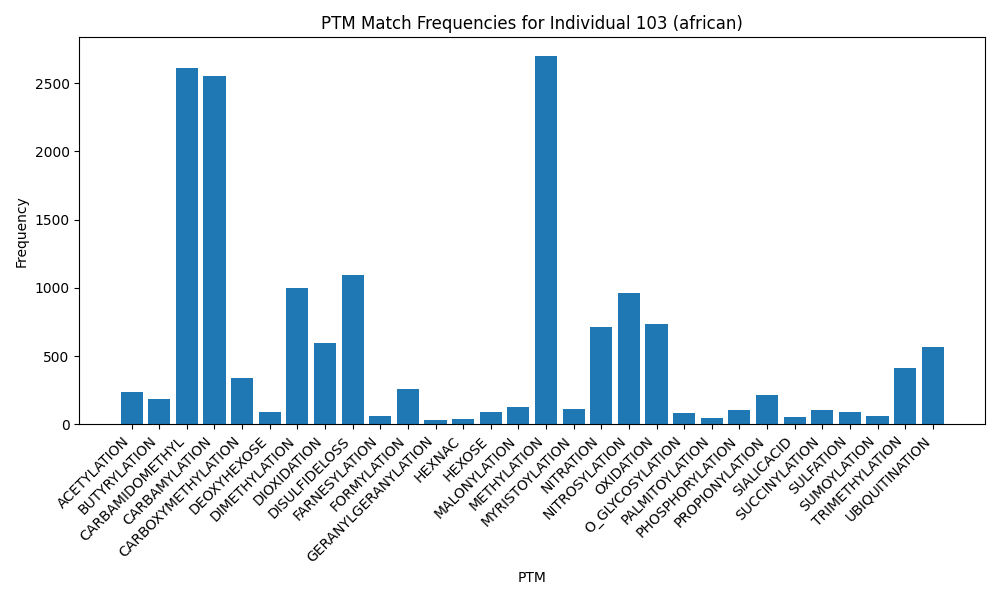 PTM Match Frequencies for Individual 103 (african)
Frequency
2500
2000
1500
1000
500
0
ACETYLATION
BUTYRYLATION
CARBAMIDOMETHYL
CARBAMYLATION
CARBOXYMETHYLATION
DEOXYHEXOSE
DIMETHYLATION
DIOXIDATION
DISULFIDELOSS
FARNESYLATION
FORMYLATION
GERANYLGERANYLATION
HEXNAC
HEXOSE
MALONYLATION
METHYLATION
MYRISTOYLATION
NITRATION
NITROSYLATION
OXIDATION
O_GLYCOSYLATION
PALMITOYLATION
PHOSPHORYLATION
PROPIONYLATION
SIALICACID
SUCCINYLATION
SULFATION
SUMOYLATION
TRIMETHYLATION
UBIQUITINATION
PTM